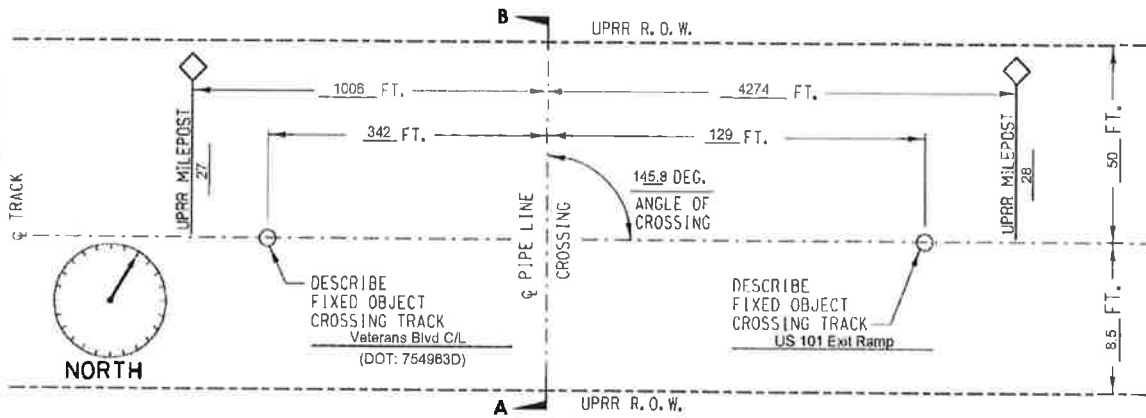 B
UPRR R.O.W.
1006 FT.
4274 FT.
342 FT.
129 FT.
UPRR MILEPOST
27
UPRR MILEPOST
28
50 FT.
8.5 FT.
145.8 DEG.
ANGLE OF
CROSSING
℄ TRACK
℄ PIPE LINE
CROSSING
DESCRIBE
FIXED OBJECT
CROSSING TRACK
Veterans Blvd C/L
(DOT: 754963D)
DESCRIBE
FIXED OBJECT
CROSSING TRACK
US 101 Exit Ramp
NORTH
A
UPRR R.O.W.